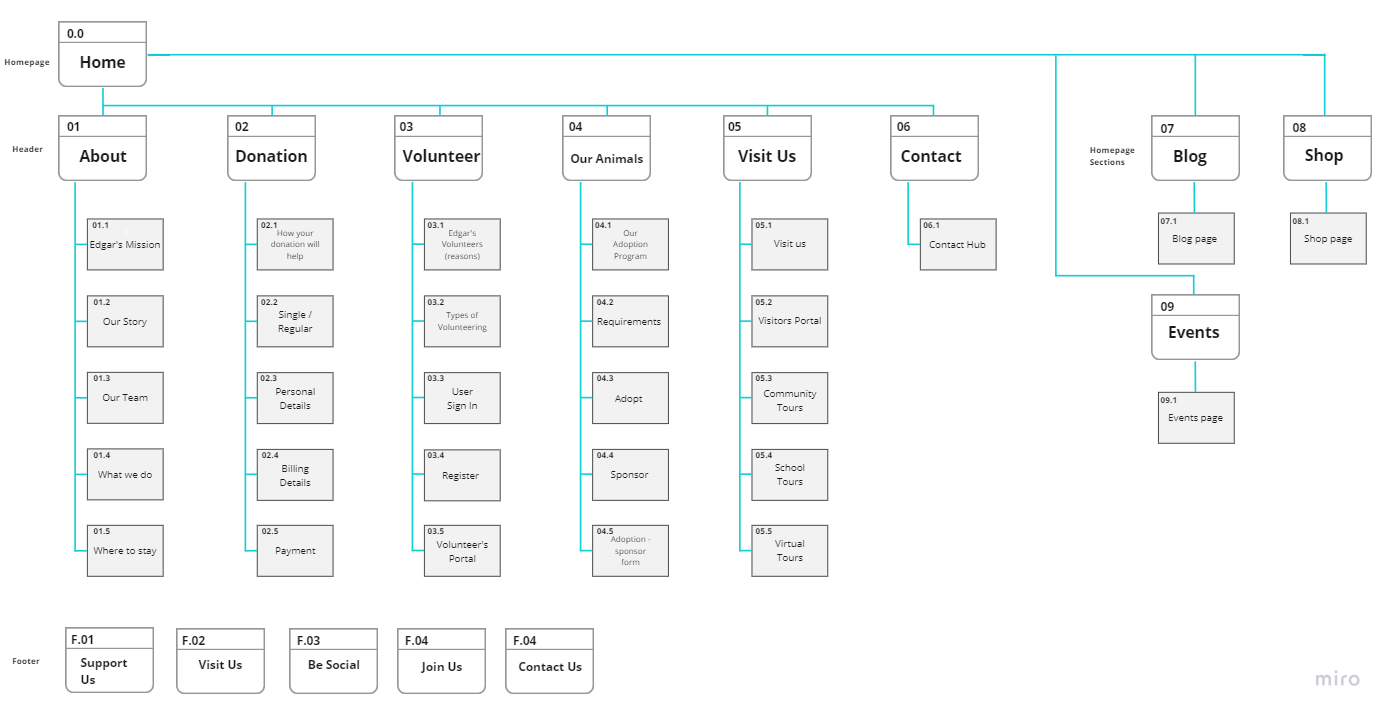 0.0
Homepage
Home
01
02
03
04
05
06
07
08
Header
About
Donation
Volunteer
Our Animals
Visit Us
Contact
Homepage
Sections
Blog
Shop
01.1
Edgar's Mission
02.1
How your
donation will
help
03.1
Edgar's
Volunteers
(reasons)
04.1
Our
Adoption
Program
05.1
Visit us
06.1
Contact Hub
07.1
Blog page
08.1
Shop page
01.2
Our Story
02.2
Single /
Regular
03.2
Types of
Volunteering
04.2
Requirements
05.2
Visitors Portal
09
Events
01.3
Our Team
02.3
Personal
Details
03.3
User
Sign In
04.3
Adopt
05.3
Community
Tours
09.1
Events page
01.4
What we do
02.4
Billing
Details
03.4
Register
04.4
Sponsor
05.4
School
Tours
01.5
Where to stay
02.5
Payment
03.5
Volunteer's
Portal
04.5
Adoption -
sponsor
form
05.5
Virtual
Tours
Footer
F.01
Support
Us
F.02
Visit Us
F.03
Be Social
F.04
Join Us
F.04
Contact Us
miro